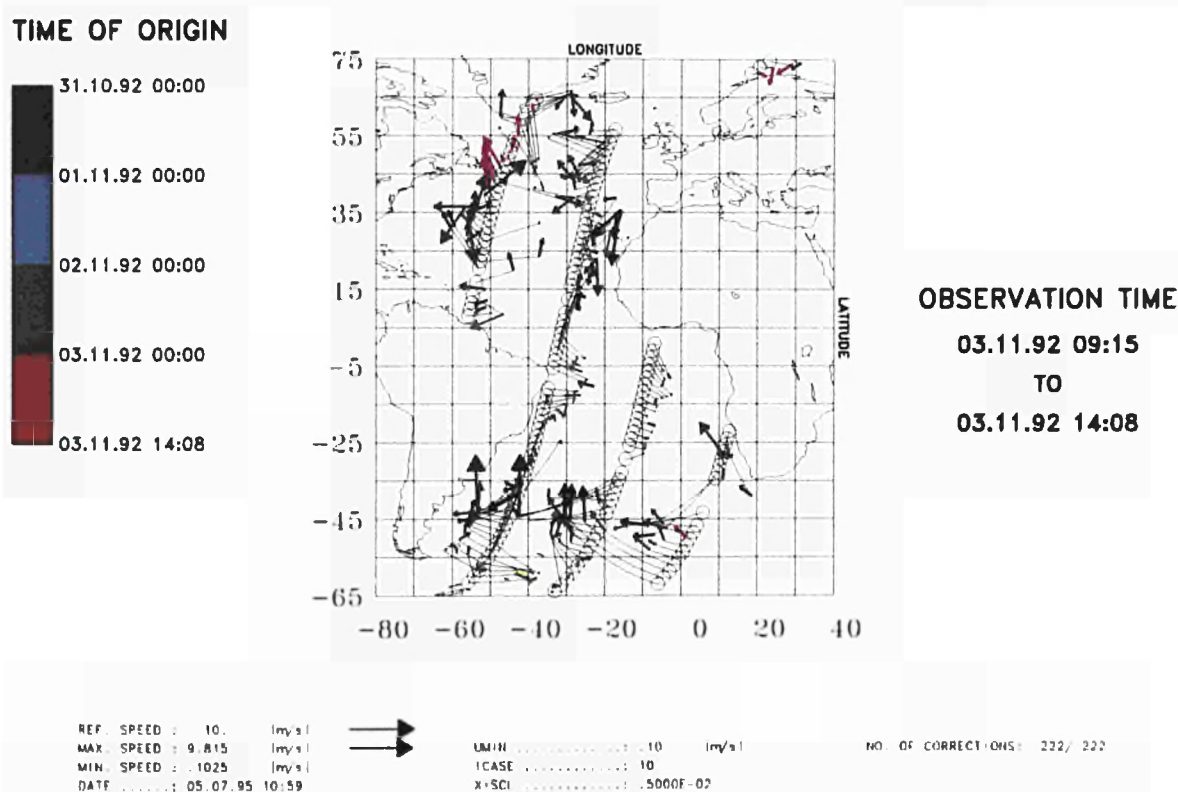 TIME OF ORIGIN
31.10.92 00:00
01.11.92 00:00
02.11.92 00:00
03.11.92 00:00
03.11.92 14:08
LONGITUDE
75
55
35
15
-5
-25
-45
-65
-80 -60 -40 -20 0 20 40
LATITUDE
OBSERVATION TIME
03.11.92 09:15
TO
03.11.92 14:08
REF. SPEED : 10. [m/s]
MAX. SPEED : 9.815 [m/s]
MIN. SPEED : .1025 [m/s]
DATE ......: 05.07.95 10:59
UMIN ............: .10 [m/s]
ICASE ...........: 10
X*SCL ...........: .5000E-02
NO. OF CORRECTIONS: 222/ 222